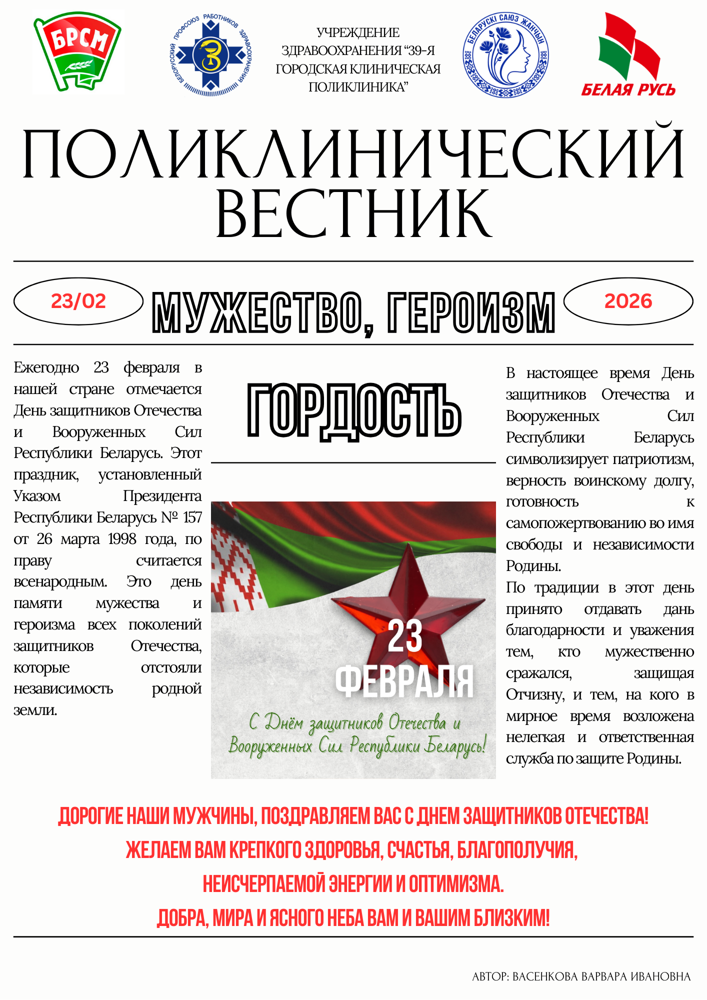 БРСМ
БЕЛОРУССКИЙ ПРОФСОЮЗ РАБОТНИКОВ ЗДРАВООХРАНЕНИЯ
УЧРЕЖДЕНИЕ
ЗДРАВООХРАНЕНИЯ “39-Я
ГОРОДСКАЯ КЛИНИЧЕСКАЯ
ПОЛИКЛИНИКА”
БЕЛАРУСКІ САЮЗ ЖАНЧЫН
БЕЛАЯ РУСЬ
ПОЛИКЛИНИЧЕСКИЙ
ВЕСТНИК
23/02
МУЖЕСТВО, ГЕРОИЗМ
2026
Ежегодно 23 февраля в
нашей стране отмечается
День защитников Отечества
и Вооруженных Сил
Республики Беларусь. Этот
праздник, установленный
Указом Президента
Республики Беларусь № 157
от 26 марта 1998 года, по
праву считается
всенародным. Это день
памяти мужества и
героизма всех поколений
защитников Отечества,
которые отстояли
независимость родной
земли.
ГОРДОСТЬ
23
ФЕВРАЛЯ
С Днём защитников Отечества и
Вооруженных Сил Республики Беларусь!
В настоящее время День
защитников Отечества и
Вооруженных Сил
Республики Беларусь
символизирует патриотизм,
верность воинскому долгу,
готовность к
самопожертвованию во имя
свободы и независимости
Родины.
По традиции в этот день
принято отдавать дань
благодарности и уважения
тем, кто мужественно
сражался, защищая
Отчизну, и тем, на кого в
мирное время возложена
нелегкая и ответственная
служба по защите Родины.
ДОРОГИЕ НАШИ МУЖЧИНЫ, ПОЗДРАВЛЯЕМ ВАС С ДНЕМ ЗАЩИТНИКОВ ОТЕЧЕСТВА!
ЖЕЛАЕМ ВАМ КРЕПКОГО ЗДОРОВЬЯ, СЧАСТЬЯ, БЛАГОПОЛУЧИЯ,
НЕИСЧЕРПАЕМОЙ ЭНЕРГИИ И ОПТИМИЗМА.
ДОБРА, МИРА И ЯСНОГО НЕБА ВАМ И ВАШИМ БЛИЗКИМ!
АВТОР: ВАСЕНКОВА ВАРВАРА ИВАНОВНА